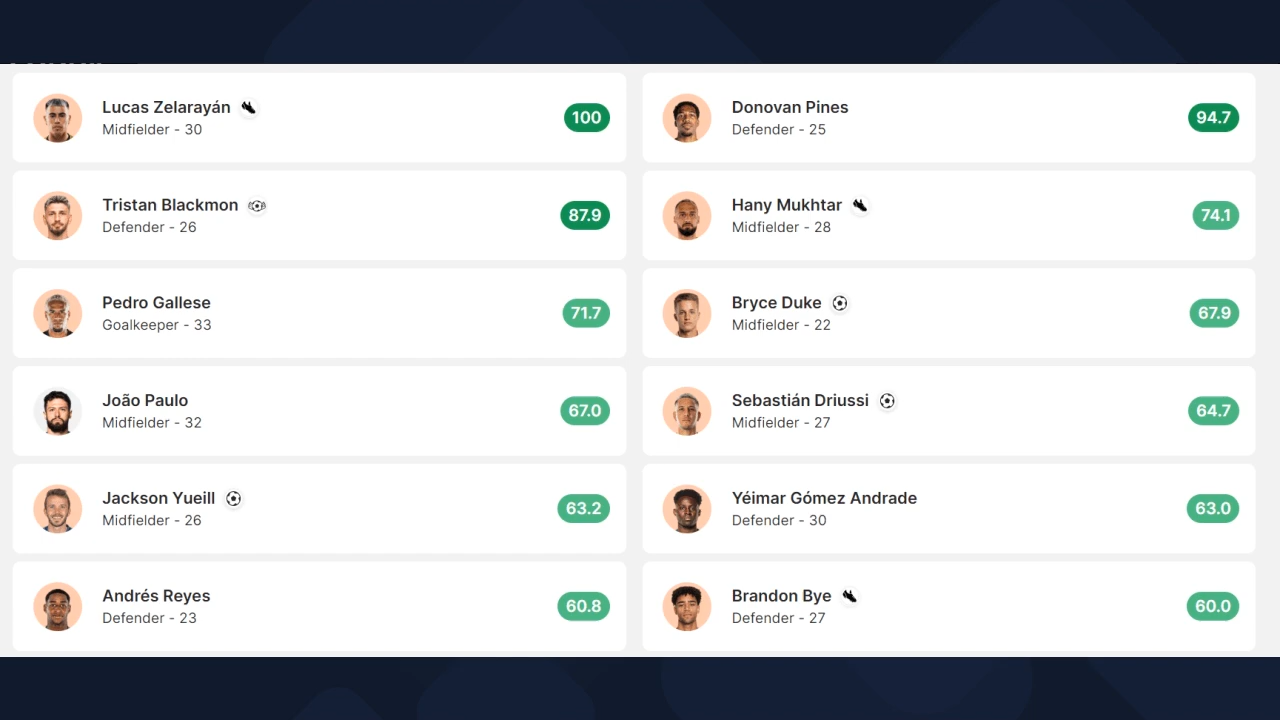 Lucas Zelarayán
Midfielder - 30
100
Donovan Pines
Defender - 25
94.7
Tristan Blackmon
Defender - 26
87.9
Hany Mukhtar
Midfielder - 28
74.1
Pedro Gallese
Goalkeeper - 33
71.7
Bryce Duke
Midfielder - 22
67.9
João Paulo
Midfielder - 32
67.0
Sebastián Driussi
Midfielder - 27
64.7
Jackson Yueill
Midfielder - 26
63.2
Yéimar Gómez Andrade
Defender - 30
63.0
Andrés Reyes
Defender - 23
60.8
Brandon Bye
Defender - 27
60.0